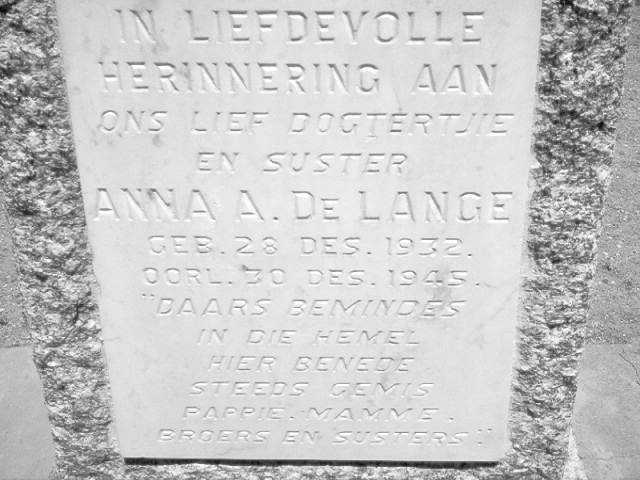 IN LIEFDEVOLLE
HERINNERING AAN
ONS LIEF DOGTERTJIE
EN SUSTER
ANNA A. DE LANGE
GEB. 28 DES. 1932.
OORL. 30 DES. 1945.
"DAARS BEMINDES
IN DIE HEMEL
HIER BENEDE
STEEDS GEMIS
PAPPIE. MAMME.
BROERS EN SUSTERS."